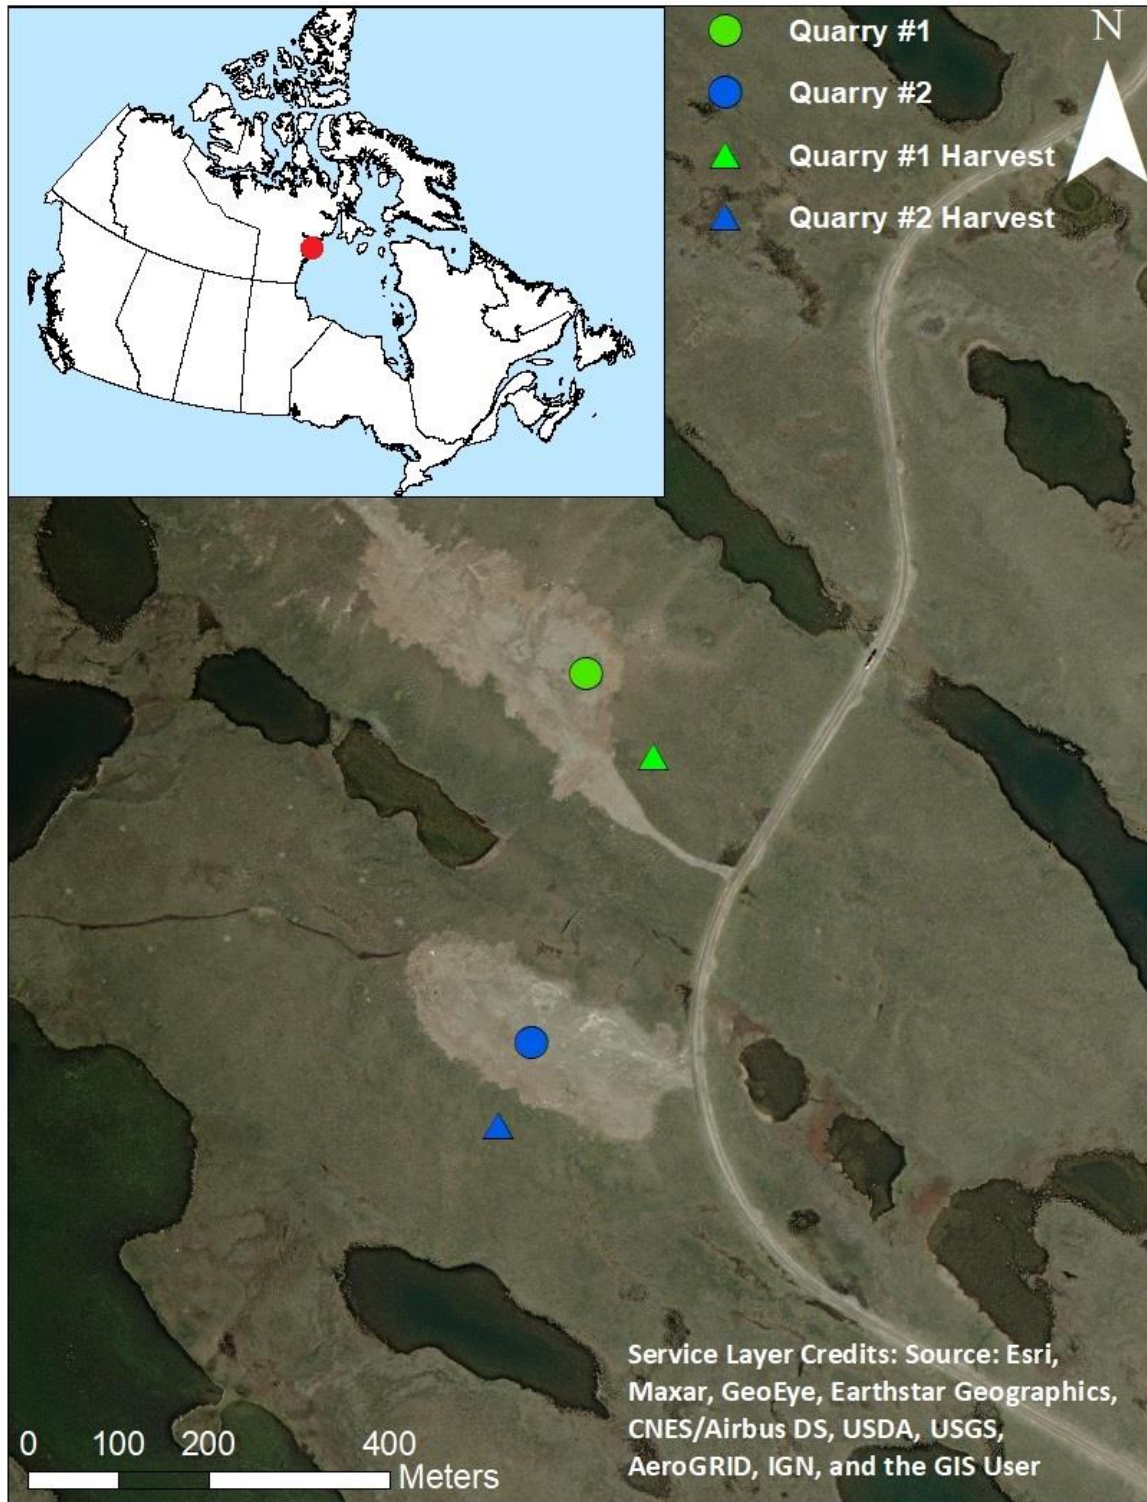 Quarry #1
Quarry #2
Quarry #1 Harvest
Quarry #2 Harvest
N
Service Layer Credits: Source: Esri,
Maxar, GeoEye, Earthstar Geographics,
CNES/Airbus DS, USDA, USGS,
AeroGRID, IGN, and the GIS User
0 100 200 400
Meters